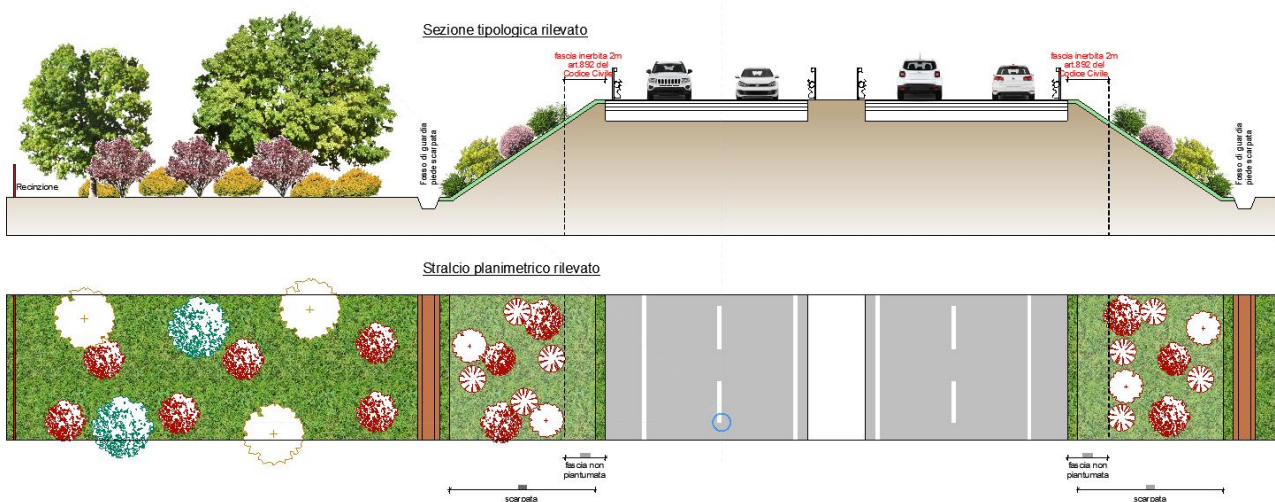 Sezione tipologica rilevato
fascia inerbita 2m
art.892 del
Codice Civile
fascia inerbita 2m
art.892 del
Codice Civile
Recinzione
Fosso di guardia
piede scarpata
Fosso di guardia
piede scarpata
Stralcio planimetrico rilevato
fascia non
piantumata
scarpata
fascia non
piantumata
scarpata